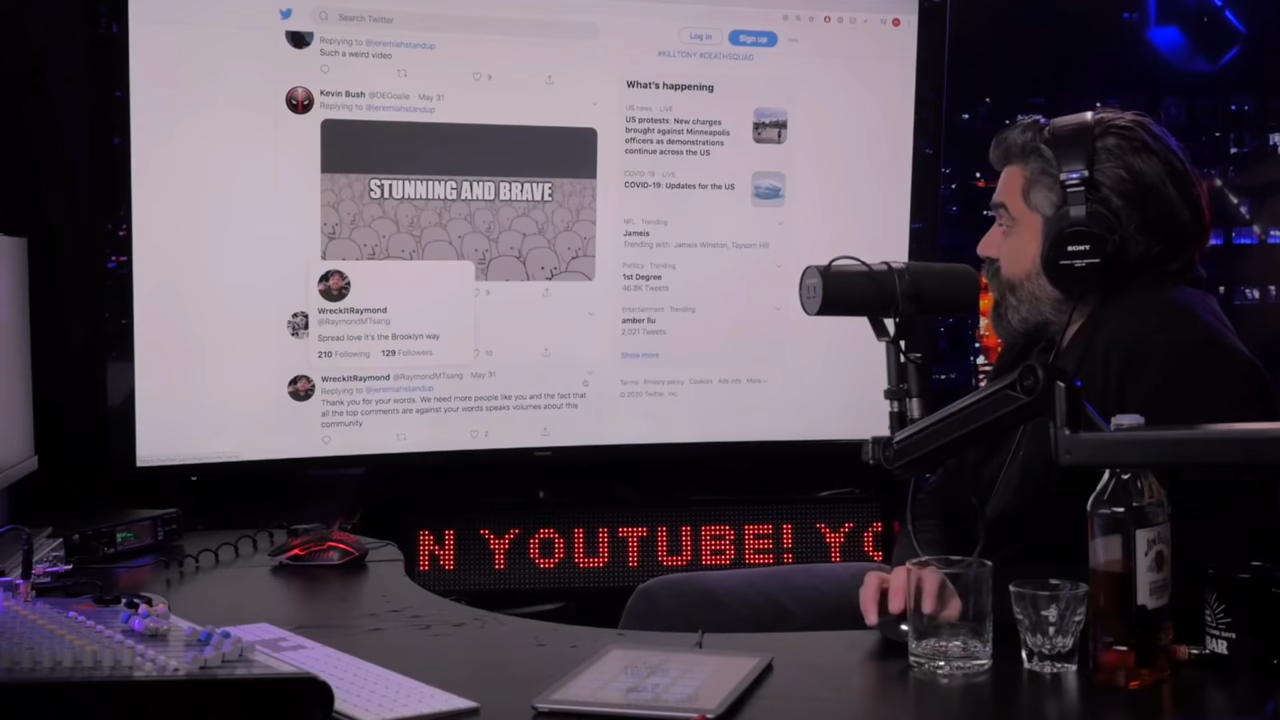 Search Twitter
Log in
Sign up
Replying to @jeremiahstandup
Such a weird video
9
#KILLTONY #DEATHSQUAD
What's happening
Kevin Bush @DEGoalie · May 31
Replying to @jeremiahstandup
STUNNING AND BRAVE
US news · LIVE
US protests: New charges
brought against Minneapolis
officers as demonstrations
continue across the US
COVID-19 · LIVE
COVID-19: Updates for the US
NFL · Trending
Jameis
Trending with: Jameis Winston, Taysom Hill
Politics · Trending
1st Degree
46.8K Tweets
Entertainment · Trending
amber liu
2,021 Tweets
Show more
Terms Privacy policy Cookies Ads info More
© 2020 Twitter, Inc.
9
WreckItRaymond
@RaymondMTsang
Spread love it's the Brooklyn way
210 Following 129 Followers
10
WreckItRaymond @RaymondMTsang · May 31
Replying to @jeremiahstandup
Thank you for your words. We need more people like you and the fact that
all the top comments are against your words speaks volumes about this
community
2
SONY
N YOUTUBE! YO
BAR